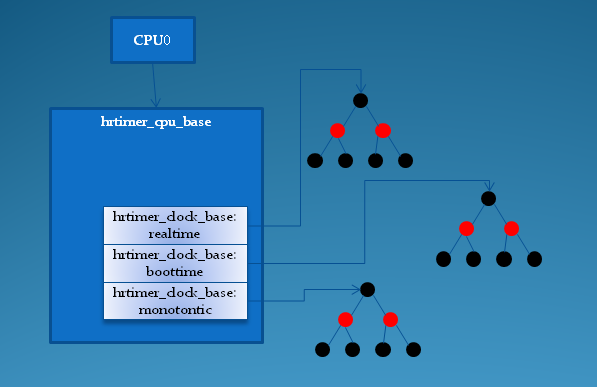 CPU0
hrtimer_cpu_base
hrtimer_clock_base:
realtime
hrtimer_clock_base:
boottime
hrtimer_clock_base:
monotontic